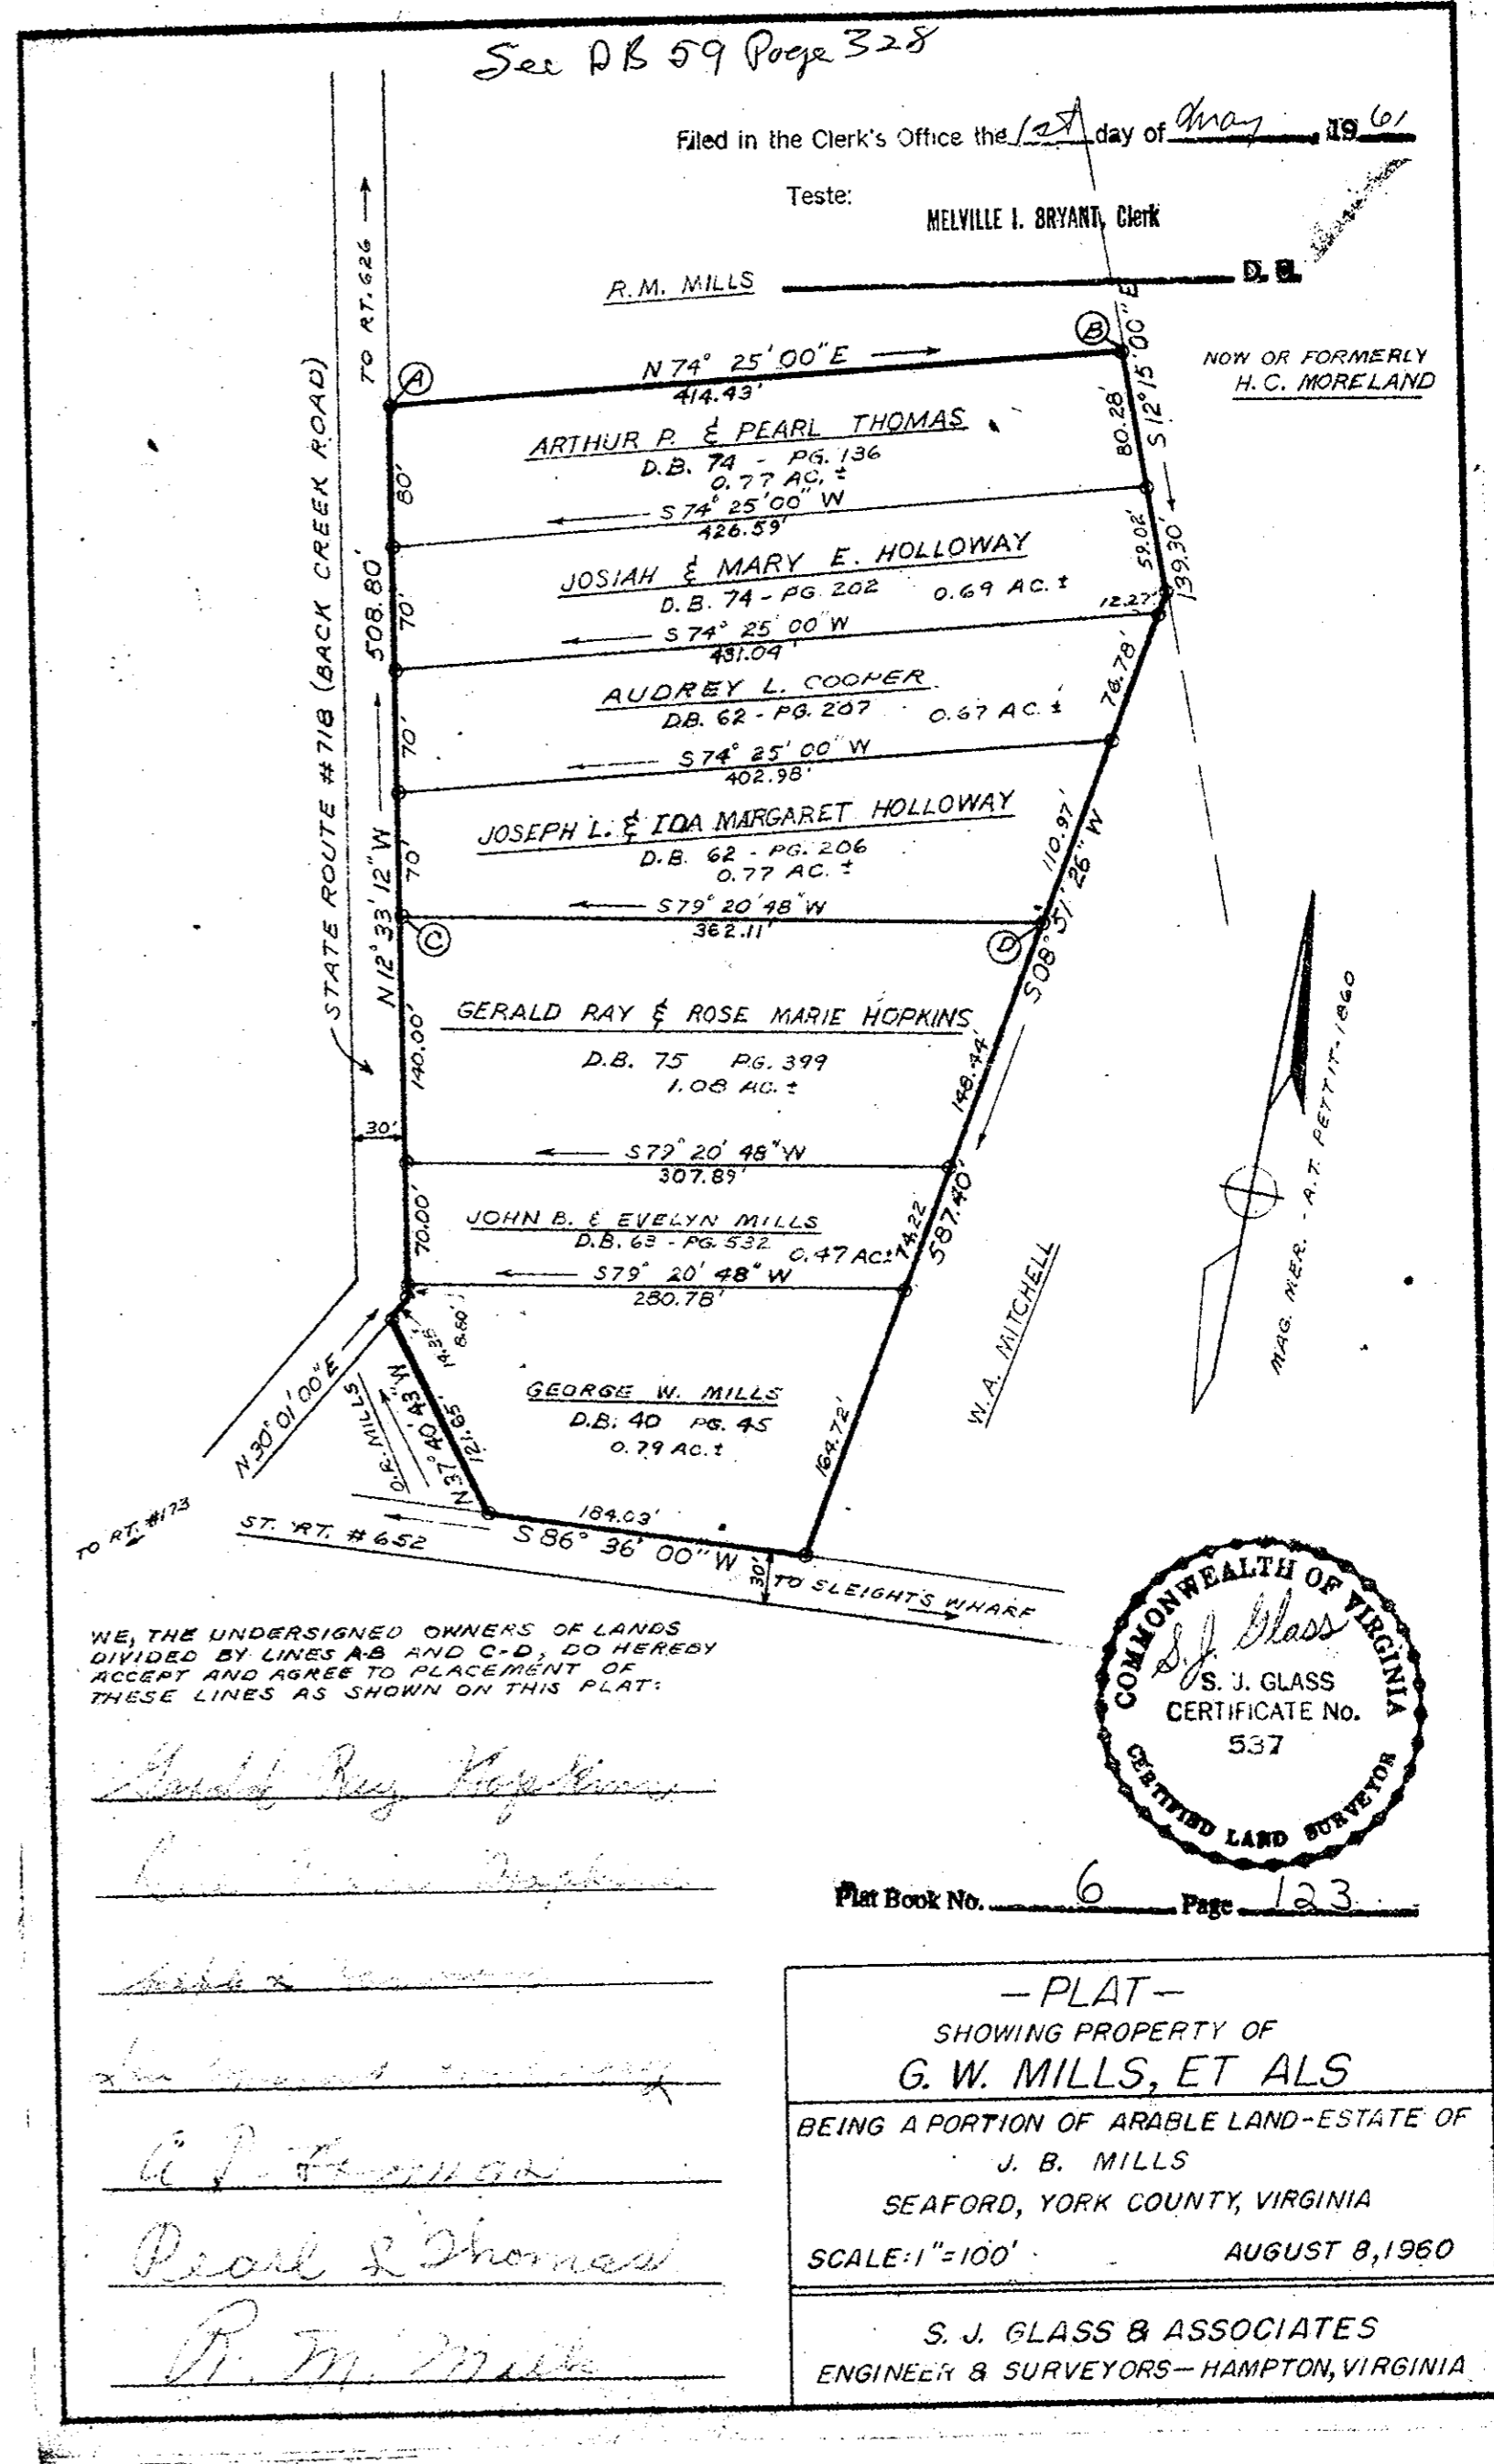 See DB 59 Page 328
Filed in the Clerk's Office the 1st day of May, 1961
Teste:
MELVILLE I. BRYANT, Clerk
D. C.
R.M. MILLS
NOW OR FORMERLY
H. C. MORELAND
TO RT. 626
STATE ROUTE #718 (BACK CREEK ROAD)
A
B
N 74° 25' 00" E
414.43'
S 12° 15' 00" E
139.30'
80.28'
ARTHUR P. & PEARL THOMAS
D.B. 74 - PG. 136
0.77 AC. ±
80'
S 74° 25' 00" W
426.59'
59.02'
JOSIAH & MARY E. HOLLOWAY
D.B. 74 - PG. 202 0.69 AC. ±
70'
12.27'
S 74° 25' 00" W
431.04'
508.80'
N 12° 33' 12" W
AUDREY L. COOPER
D.B. 62 - PG. 207 0.67 AC. ±
70'
76.78'
S 74° 25' 00" W
402.98'
JOSEPH L. & IDA MARGARET HOLLOWAY
D.B. 62 - PG. 206
0.77 AC. ±
70'
110.97'
S 79° 20' 48" W
362.11'
C
D
S 08° 51' 26" W
587.40'
GERALD RAY & ROSE MARIE HOPKINS
D.B. 75 PG. 399
1.08 AC. ±
140.00'
148.44'
30'
S 79° 20' 48" W
307.89'
JOHN B. & EVELYN MILLS
D.B. 63 - PG. 532 0.47 AC±
70.00'
74.22'
S 79° 20' 48" W
280.78'
8.80'
14.38'
GEORGE W. MILLS
D.B. 40 PG. 45
0.79 AC. ±
164.72'
W. A. MITCHELL
MAG. MER. - A.T. PETTIT-1860
N 30° 01' 00" E
O.R. MILLS
N 37° 40' 43" W
121.65'
184.03'
S 86° 36' 00" W
TO RT. #173
ST. RT. #652
30'
TO SLEIGHT'S WHARF
WE, THE UNDERSIGNED OWNERS OF LANDS
DIVIDED BY LINES A-B AND C-D, DO HEREBY
ACCEPT AND AGREE TO PLACEMENT OF
THESE LINES AS SHOWN ON THIS PLAT:
Gerald Ray Hopkins
A P Thomas
Pearl L Thomas
R. M. Mills
COMMONWEALTH OF VIRGINIA
S. J. Glass
S. J. GLASS
CERTIFICATE No.
537
CERTIFIED LAND SURVEYOR
Plat Book No. 6 Page 123
-PLAT-
SHOWING PROPERTY OF
G. W. MILLS, ET ALS
BEING A PORTION OF ARABLE LAND-ESTATE OF
J. B. MILLS
SEAFORD, YORK COUNTY, VIRGINIA
SCALE: 1"=100' AUGUST 8, 1960
S. J. GLASS & ASSOCIATES
ENGINEER & SURVEYORS-HAMPTON, VIRGINIA